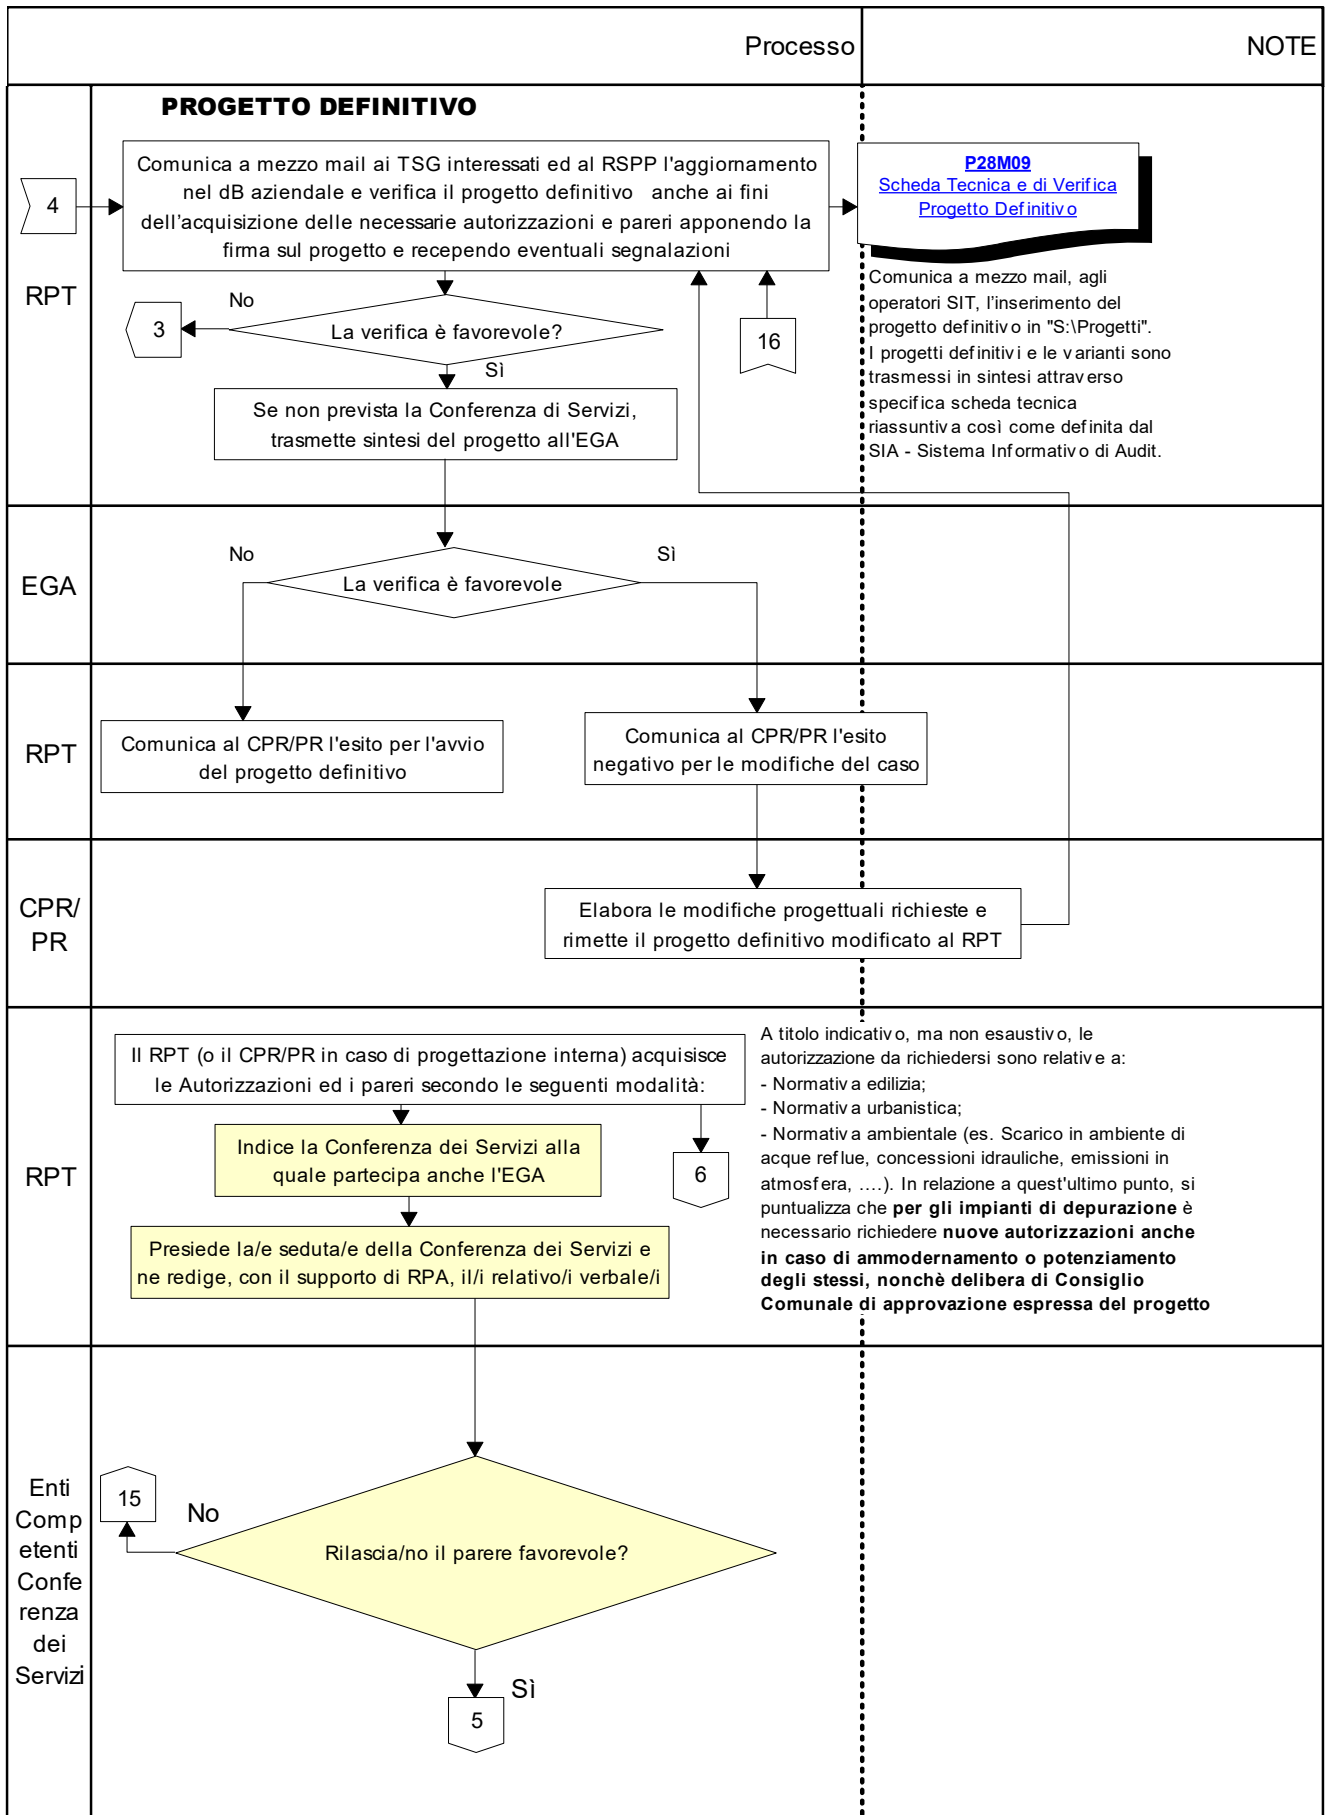 Processo
NOTE
PROGETTO DEFINITIVO
4
RPT
Comunica a mezzo mail ai TSG interessati ed al RSPP l'aggiornamento
nel dB aziendale e verifica il progetto definitivo anche ai fini
dell’acquisizione delle necessarie autorizzazioni e pareri apponendo la
firma sul progetto e recependo eventuali segnalazioni
P28M09
Scheda Tecnica e di Verifica
Progetto Definitivo
Comunica a mezzo mail, agli
operatori SIT, l’inserimento del
progetto definitivo in "S:\Progetti".
I progetti definitivi e le varianti sono
trasmessi in sintesi attraverso
specifica scheda tecnica
riassuntiva così come definita dal
SIA - Sistema Informativo di Audit.
No
3
La verifica è favorevole?
16
Sì
Se non prevista la Conferenza di Servizi,
trasmette sintesi del progetto all'EGA
EGA
No
Sì
La verifica è favorevole
RPT
Comunica al CPR/PR l'esito per l'avvio
del progetto definitivo
Comunica al CPR/PR l'esito
negativo per le modifiche del caso
CPR/
PR
Elabora le modifiche progettuali richieste e
rimette il progetto definitivo modificato al RPT
RPT
Il RPT (o il CPR/PR in caso di progettazione interna) acquisisce
le Autorizzazioni ed i pareri secondo le seguenti modalità:
Indice la Conferenza dei Servizi alla
quale partecipa anche l'EGA
6
Presiede la/e seduta/e della Conferenza dei Servizi e
ne redige, con il supporto di RPA, il/i relativo/i verbale/i
A titolo indicativo, ma non esaustivo, le
autorizzazione da richiedersi sono relative a:
- Normativa edilizia;
- Normativa urbanistica;
- Normativa ambientale (es. Scarico in ambiente di
acque reflue, concessioni idrauliche, emissioni in
atmosfera, ….). In relazione a quest'ultimo punto, si
puntualizza che per gli impianti di depurazione è
necessario richiedere nuove autorizzazioni anche
in caso di ammodernamento o potenziamento
degli stessi, nonchè delibera di Consiglio
Comunale di approvazione espressa del progetto
Enti
Comp
etenti
Confe
renza
dei
Servizi
15
No
Rilascia/no il parere favorevole?
Sì
5